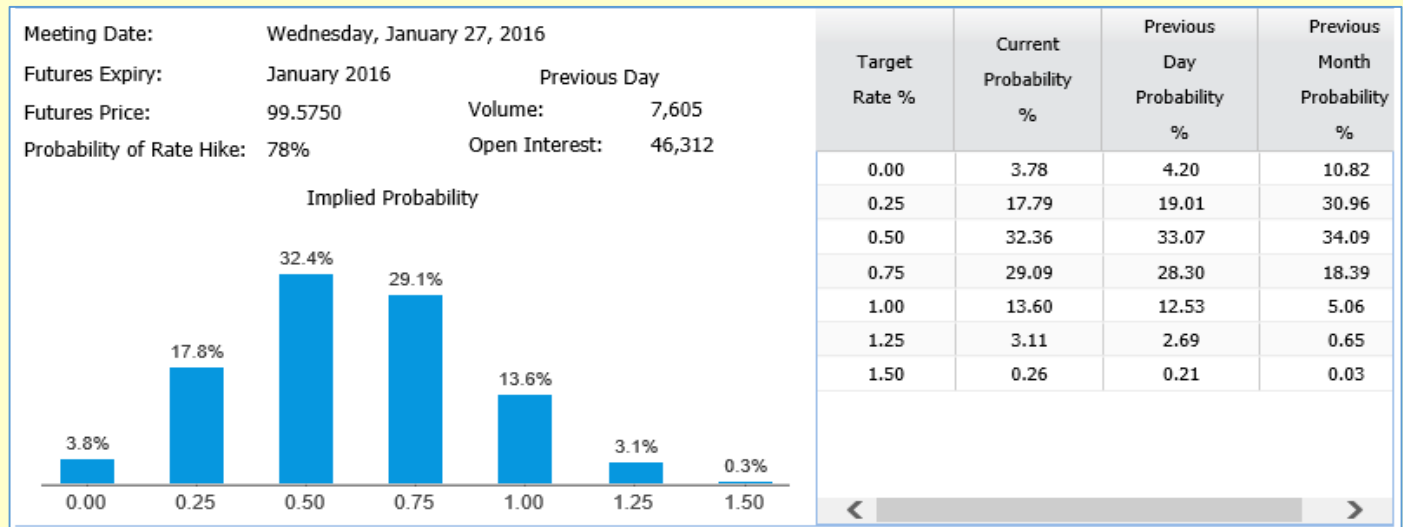 Meeting Date: Wednesday, January 27, 2016
Futures Expiry: January 2016 Previous Day
Futures Price: 99.5750 Volume: 7,605
Probability of Rate Hike: 78% Open Interest: 46,312
Implied Probability
32.4%
29.1%
17.8%
13.6%
3.8%
3.1%
0.3%
0.00 0.25 0.50 0.75 1.00 1.25 1.50
Target Rate % Current Probability % Previous Day Probability % Previous Month Probability %
0.00 3.78 4.20 10.82
0.25 17.79 19.01 30.96
0.50 32.36 33.07 34.09
0.75 29.09 28.30 18.39
1.00 13.60 12.53 5.06
1.25 3.11 2.69 0.65
1.50 0.26 0.21 0.03